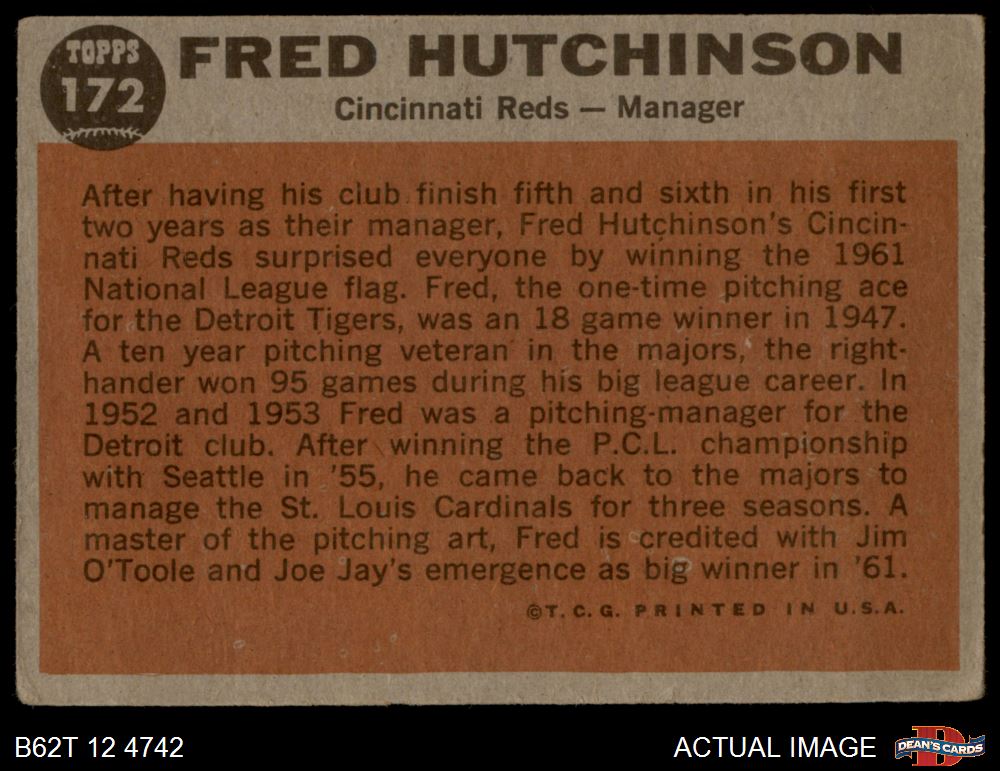 TOPPS
172
FRED HUTCHINSON
Cincinnati Reds — Manager
After having his club finish fifth and sixth in his first
two years as their manager, Fred Hutchinson's Cincin-
nati Reds surprised everyone by winning the 1961
National League flag. Fred, the one-time pitching ace
for the Detroit Tigers, was an 18 game winner in 1947.
A ten year pitching veteran in the majors, the right-
hander won 95 games during his big league career. In
1952 and 1953 Fred was a pitching-manager for the
Detroit club. After winning the P.C.L. championship
with Seattle in '55, he came back to the majors to
manage the St. Louis Cardinals for three seasons. A
master of the pitching art, Fred is credited with Jim
O'Toole and Joe Jay's emergence as big winner in '61.
©T.C.G. PRINTED IN U.S.A.
B62T 12 4742
ACTUAL IMAGE
D
DEAN'S CARDS